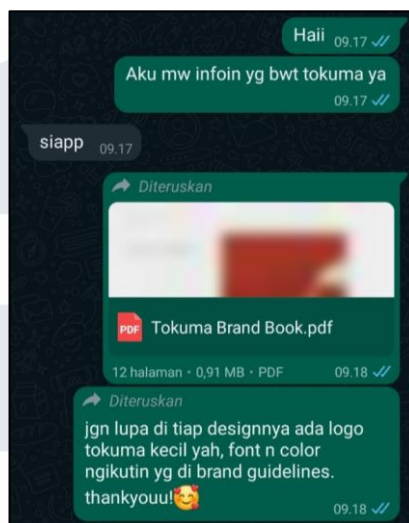 Haii 09.17
Aku mw infoin yg bwt tokuma ya
09.17
siapp 09.17
Diteruskan
PDF Tokuma Brand Book.pdf
12 halaman • 0,91 MB • PDF 09.18
Diteruskan
jgn lupa di tiap designnya ada logo
tokuma kecil yah, font n color
ngikutin yg di brand guidelines.
thankyouu!🥰
09.18